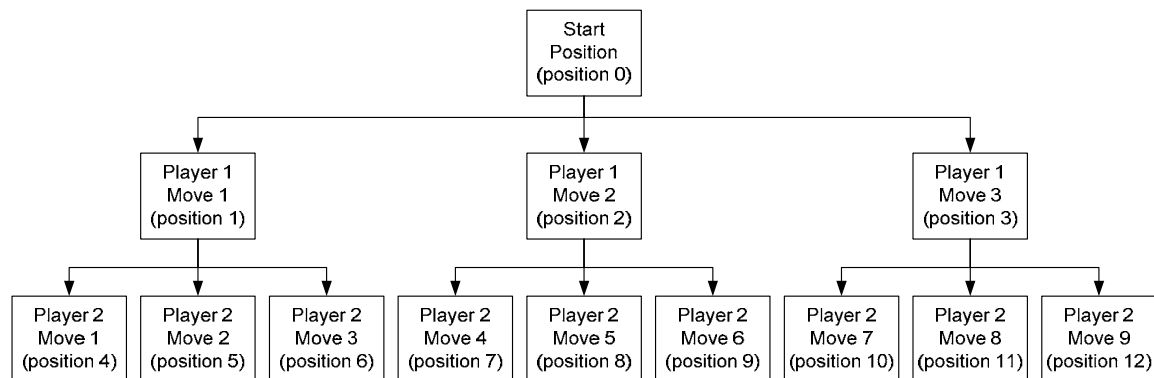 Start
Position
(position 0)
Player 1
Move 1
(position 1)
Player 1
Move 2
(position 2)
Player 1
Move 3
(position 3)
Player 2
Move 1
(position 4)
Player 2
Move 2
(position 5)
Player 2
Move 3
(position 6)
Player 2
Move 4
(position 7)
Player 2
Move 5
(position 8)
Player 2
Move 6
(position 9)
Player 2
Move 7
(position 10)
Player 2
Move 8
(position 11)
Player 2
Move 9
(position 12)